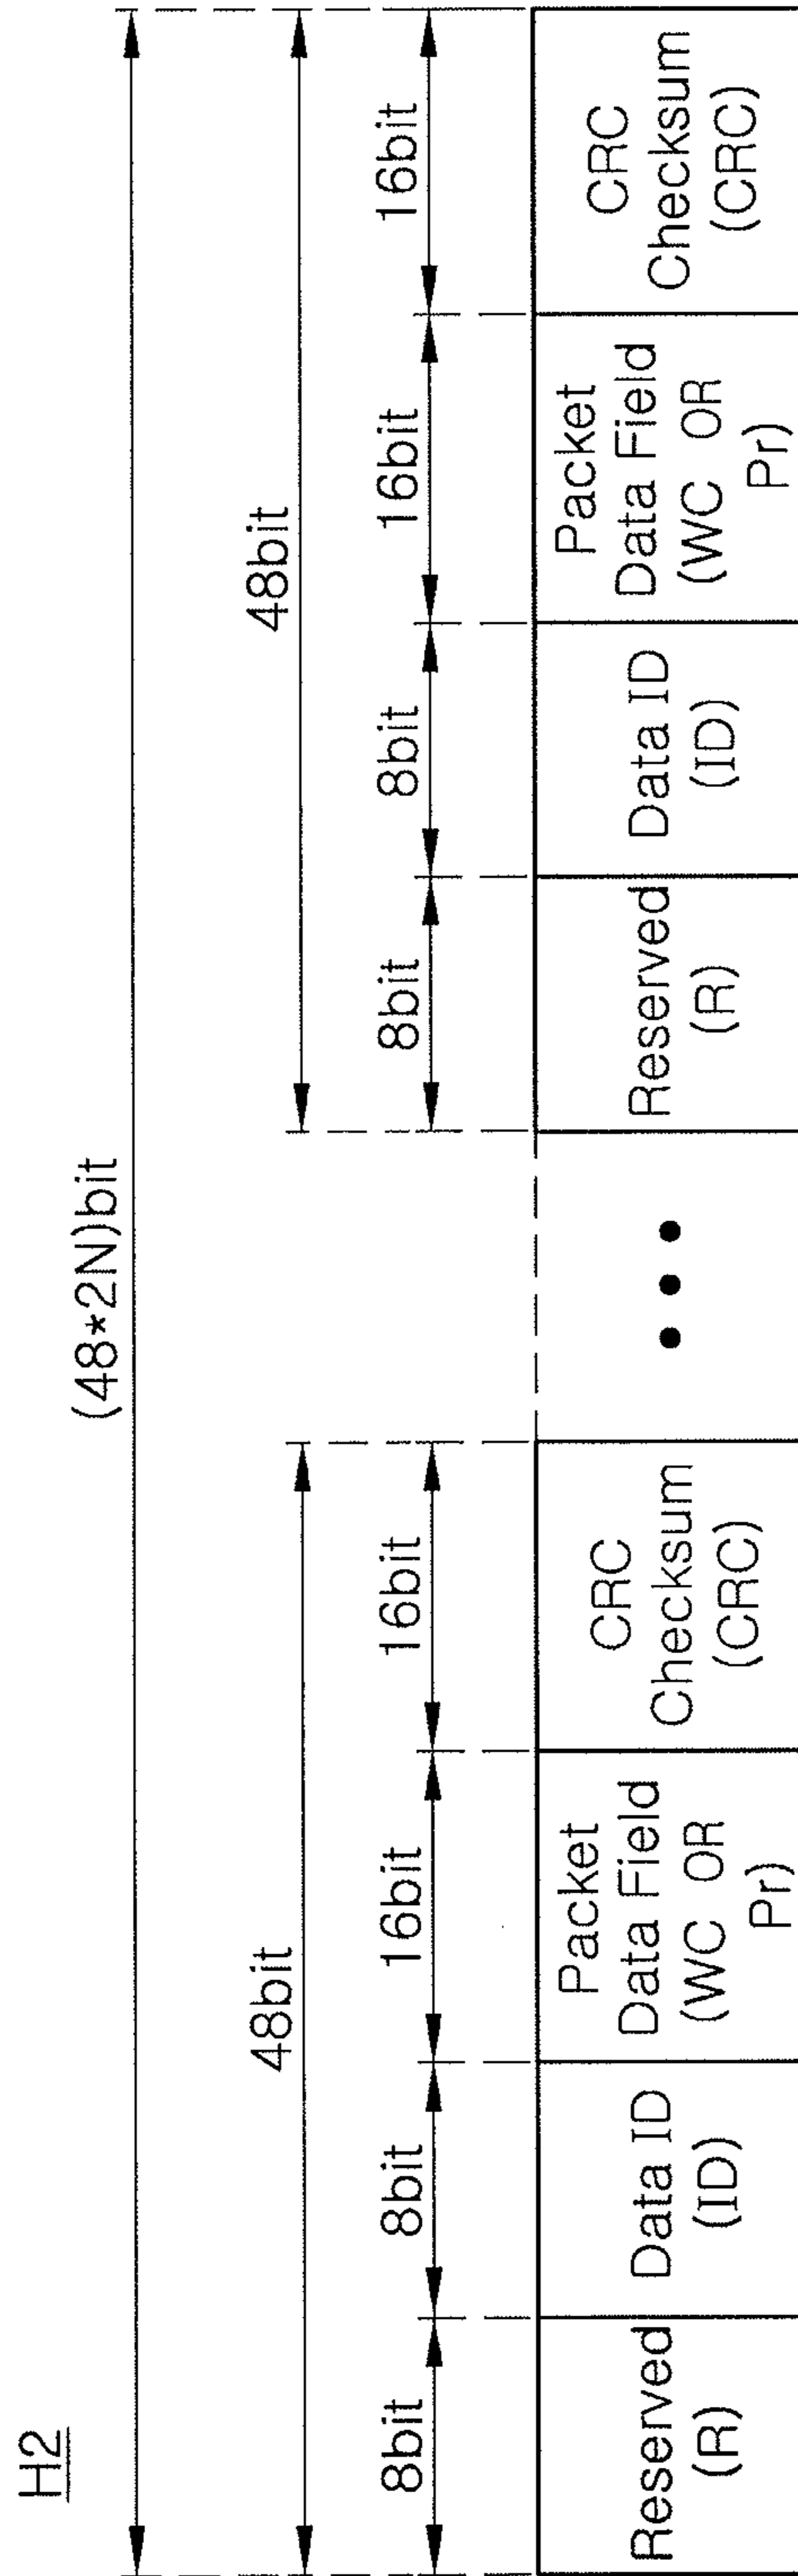 H2
(48*2N)bit
48bit
48bit
8bit
8bit
16bit
16bit
8bit
8bit
16bit
16bit
Reserved
(R)
Data ID
(ID)
Packet
Data Field
(WC OR
Pr)
CRC
Checksum
(CRC)
Reserved
(R)
Data ID
(ID)
Packet
Data Field
(WC OR
Pr)
CRC
Checksum
(CRC)